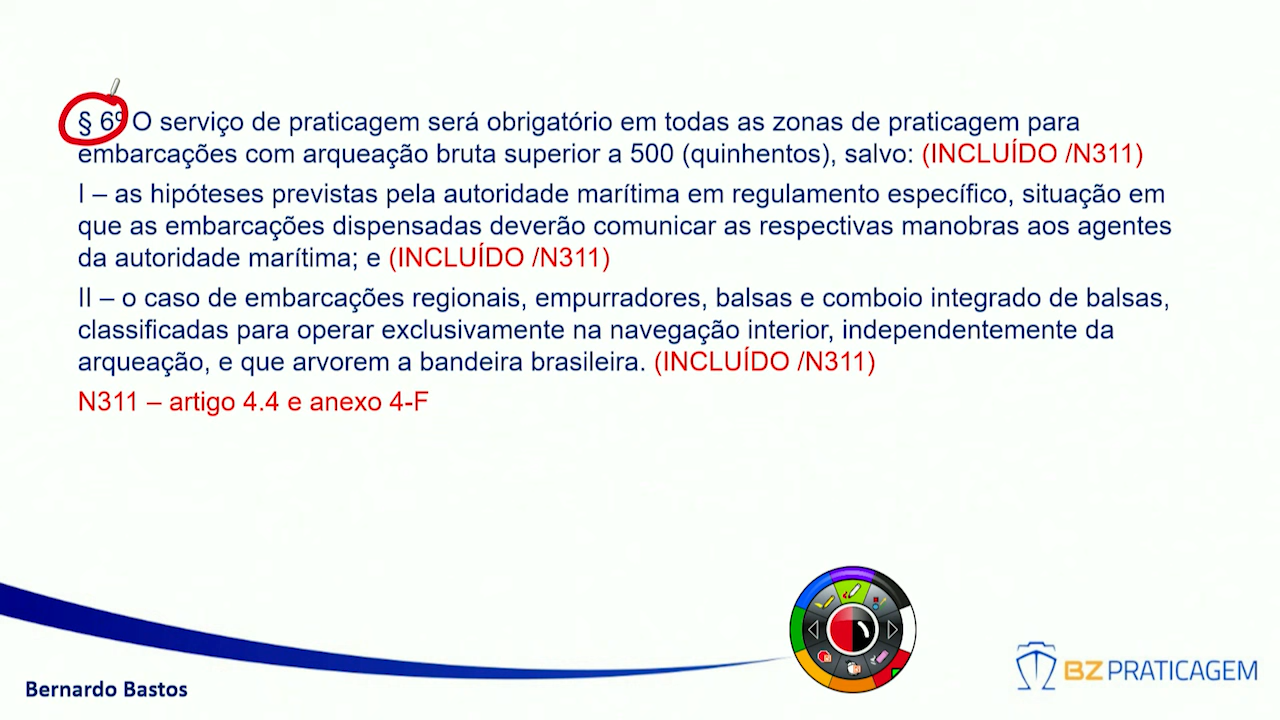 § 6º O serviço de praticagem será obrigatório em todas as zonas de praticagem para
embarcações com arqueação bruta superior a 500 (quinhentos), salvo: (INCLUÍDO /N311)
I – as hipóteses previstas pela autoridade marítima em regulamento específico, situação em
que as embarcações dispensadas deverão comunicar as respectivas manobras aos agentes
da autoridade marítima; e (INCLUÍDO /N311)
II – o caso de embarcações regionais, empurradores, balsas e comboio integrado de balsas,
classificadas para operar exclusivamente na navegação interior, independentemente da
arqueação, e que arvorem a bandeira brasileira. (INCLUÍDO /N311)
N311 – artigo 4.4 e anexo 4-F
Bernardo Bastos
BZPRATICAGEM